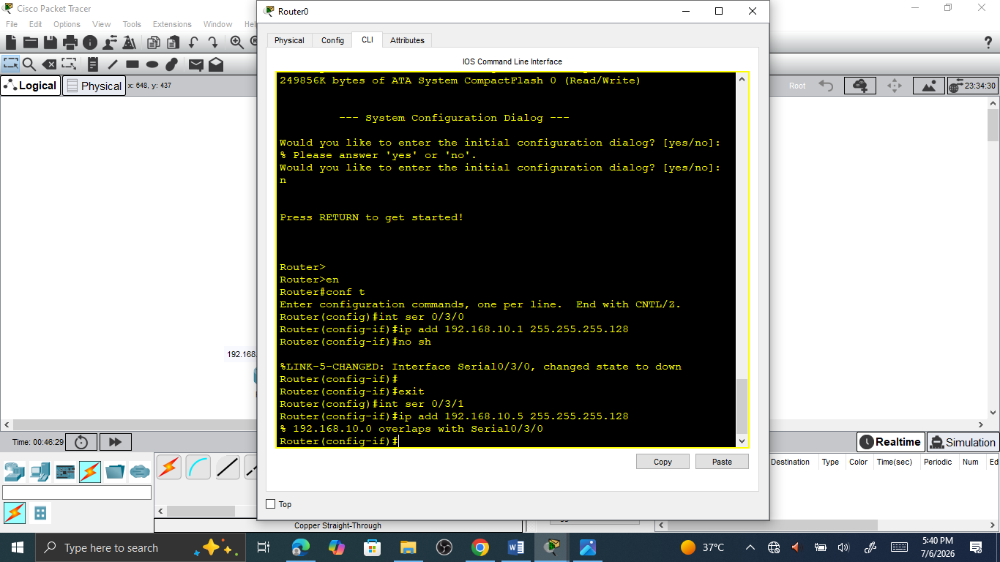 Cisco Packet Tracer
File Edit Options View Tools Extensions Window Hel
Logical
Physical
x: 648, y: 437
Root
23:34:30
192.168.
Router0
Physical Config CLI Attributes
IOS Command Line Interface
249856K bytes of ATA System CompactFlash 0 (Read/Write)
--- System Configuration Dialog ---
Would you like to enter the initial configuration dialog? [yes/no]:
% Please answer 'yes' or 'no'.
Would you like to enter the initial configuration dialog? [yes/no]:
n
Press RETURN to get started!
Router>
Router>en
Router#conf t
Enter configuration commands, one per line.  End with CNTL/Z.
Router(config)#int ser 0/3/0
Router(config-if)#ip add 192.168.10.1 255.255.255.128
Router(config-if)#no sh
%LINK-5-CHANGED: Interface Serial0/3/0, changed state to down
Router(config-if)#
Router(config-if)#exit
Router(config)#int ser 0/3/1
Router(config-if)#ip add 192.168.10.5 255.255.255.128
% 192.168.10.0 overlaps with Serial0/3/0
Router(config-if)#
Copy Paste
Top
Time: 00:46:29
Realtime
Simulation
Destination Type Color Time(sec) Periodic Num Ed
Copper Straight-Through
Type here to search
37°C
5:40 PM
7/6/2026